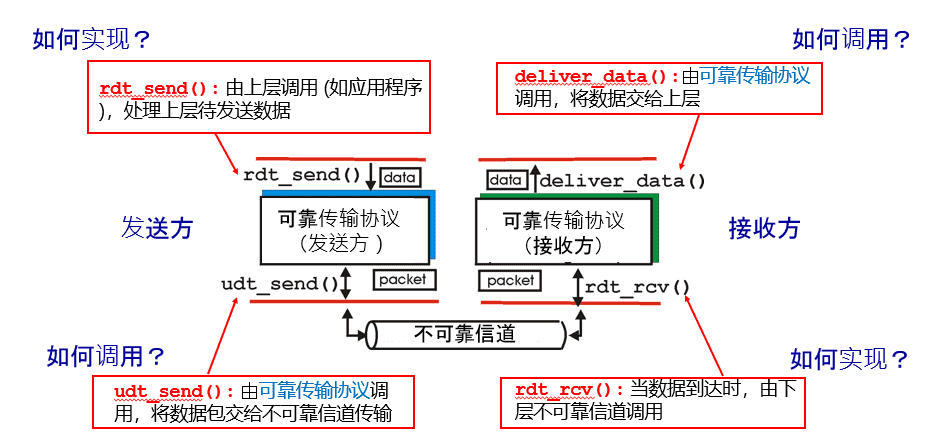 如何实现？
如何调用？
rdt_send()：由上层调用 (如应用程序
)，处理上层待发送数据
deliver_data()：由可靠传输协议
调用，将数据交给上层
rdt_send()
data
data
deliver_data()
发送方
可靠传输协议
（发送方）
可靠传输协议
（接收方）
接收方
udt_send()
packet
packet
rdt_rcv()
不可靠信道
如何调用？
如何实现？
udt_send()：由可靠传输协议调
用，将数据包交给不可靠信道传输
rdt_rcv()：当数据到达时，由下
层不可靠信道调用